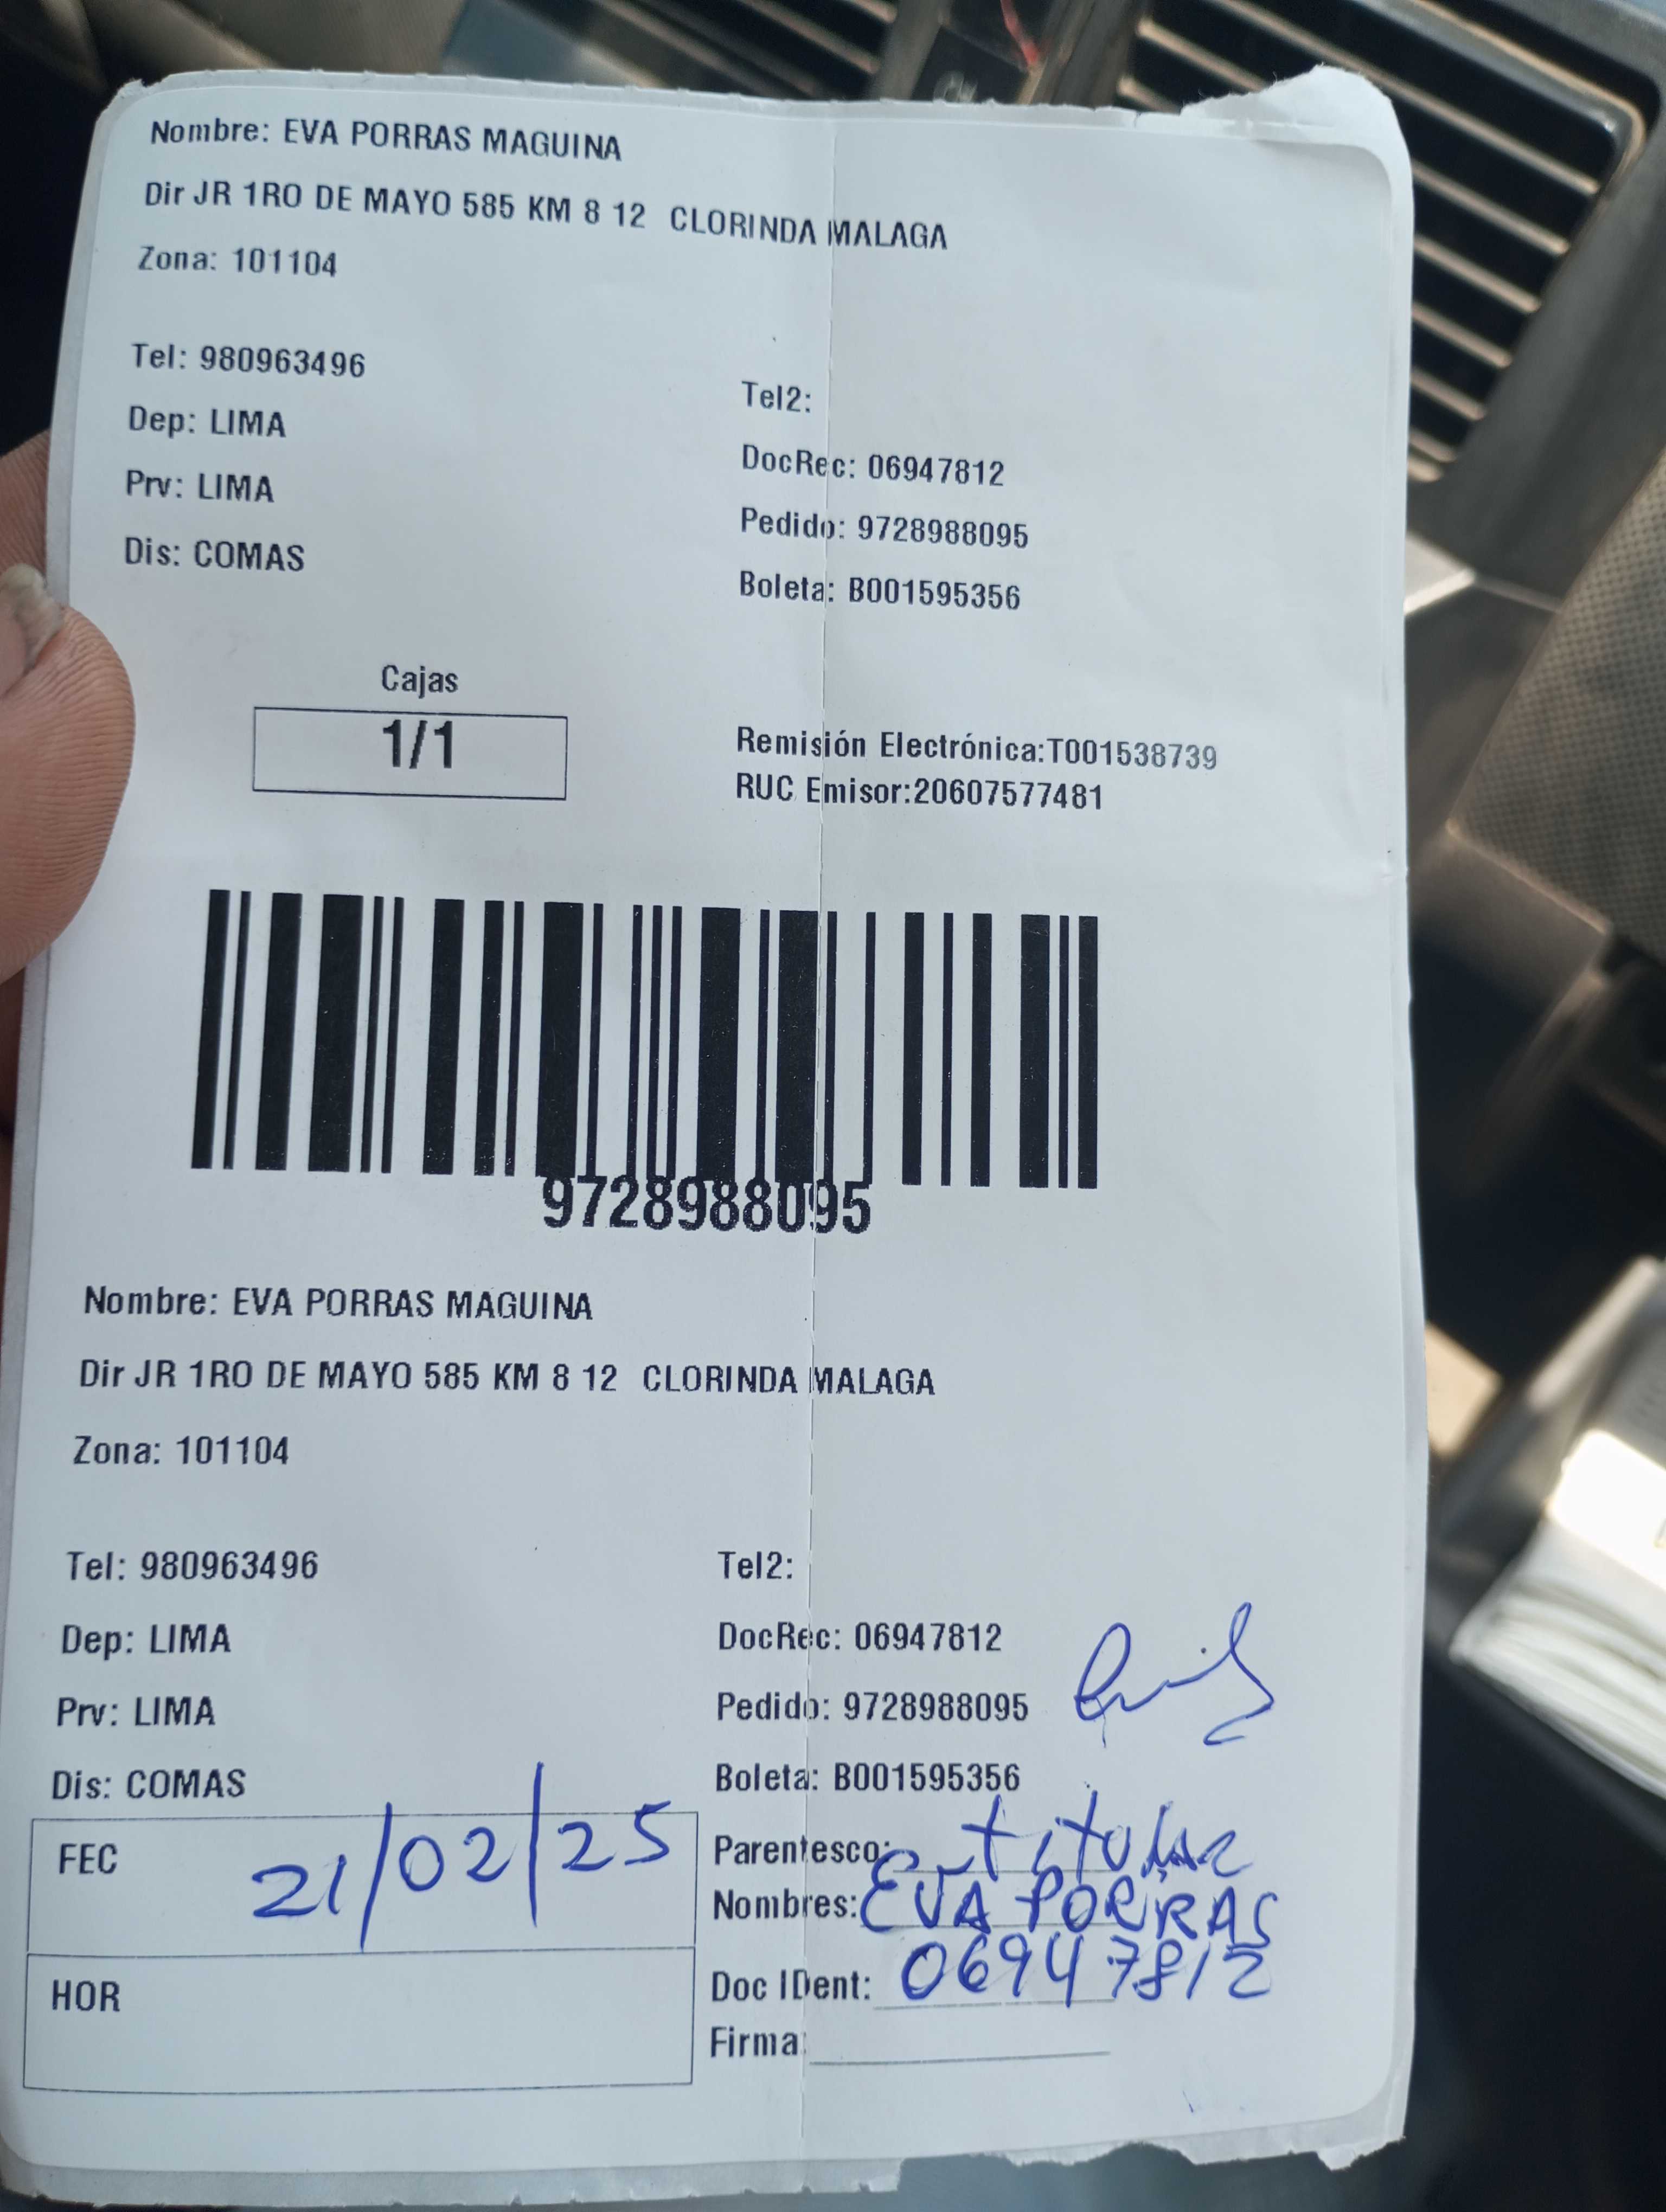 Nombre: EVA PORRAS MAGUINA
Dir JR 1RO DE MAYO 585 KM 8 12 CLORINDA MALAGA
Zona: 101104
Tel: 980963496
Tel2:
Dep: LIMA
DocRec: 06947812
Prv: LIMA
Pedido: 9728988095
Dis: COMAS
Boleta: B001595356
Cajas
1/1
Remisión Electrónica:T001538739
RUC Emisor:20607577481
9728988095
Nombre: EVA PORRAS MAGUINA
Dir JR 1RO DE MAYO 585 KM 8 12 CLORINDA MALAGA
Zona: 101104
Tel: 980963496
Tel2:
Dep: LIMA
DocRec: 06947812
Prv: LIMA
Pedido: 9728988095
Dis: COMAS
Boleta: B001595356
FEC 21/02/25
Parentesco: titular
Nombres: EVA PORRAS
HOR
Doc IDent: 06947812
Firma: